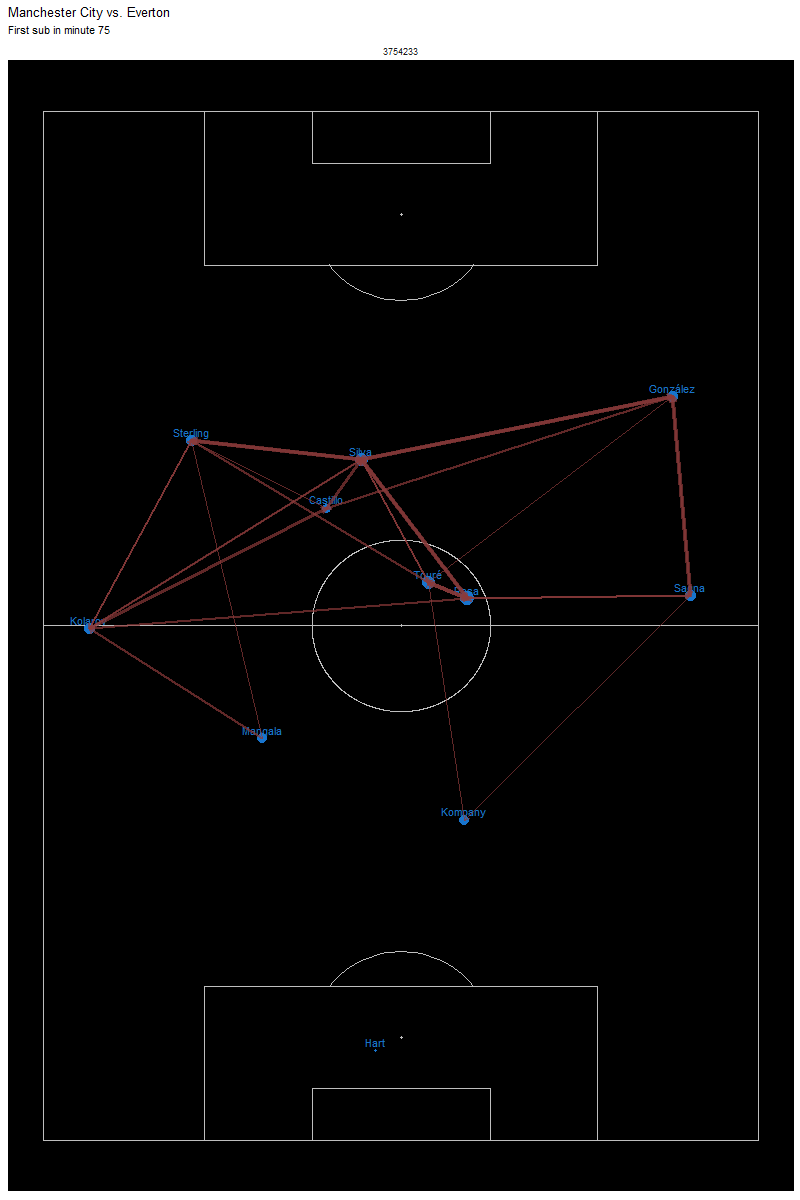 Manchester City vs. Everton
First sub in minute 75
3754233
González
Sterling
Silva
Castillo
Touré
Sagna
Kolarov
Mangala
Kompany
Hart